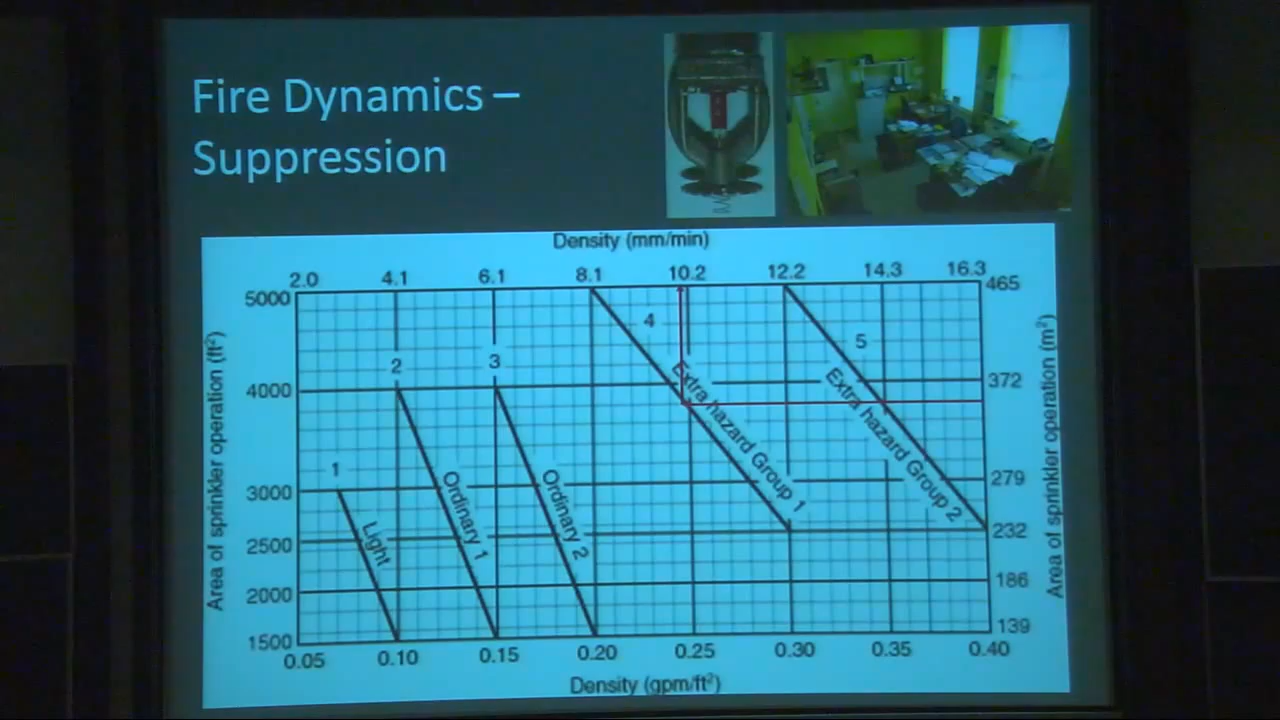 Fire Dynamics –
Suppression
Density (mm/min)
2.0 4.1 6.1 8.1 10.2 12.2 14.3 16.3
5000 465
4 
5
2 3
4000 372
Extra hazard Group 1
Extra hazard Group 2
1
3000 279
Light
Ordinary 1
Ordinary 2
2500 232
2000 186
1500 139
0.05 0.10 0.15 0.20 0.25 0.30 0.35 0.40
Density (gpm/ft²)
Area of sprinkler operation (ft²)
Area of sprinkler operation (m²)